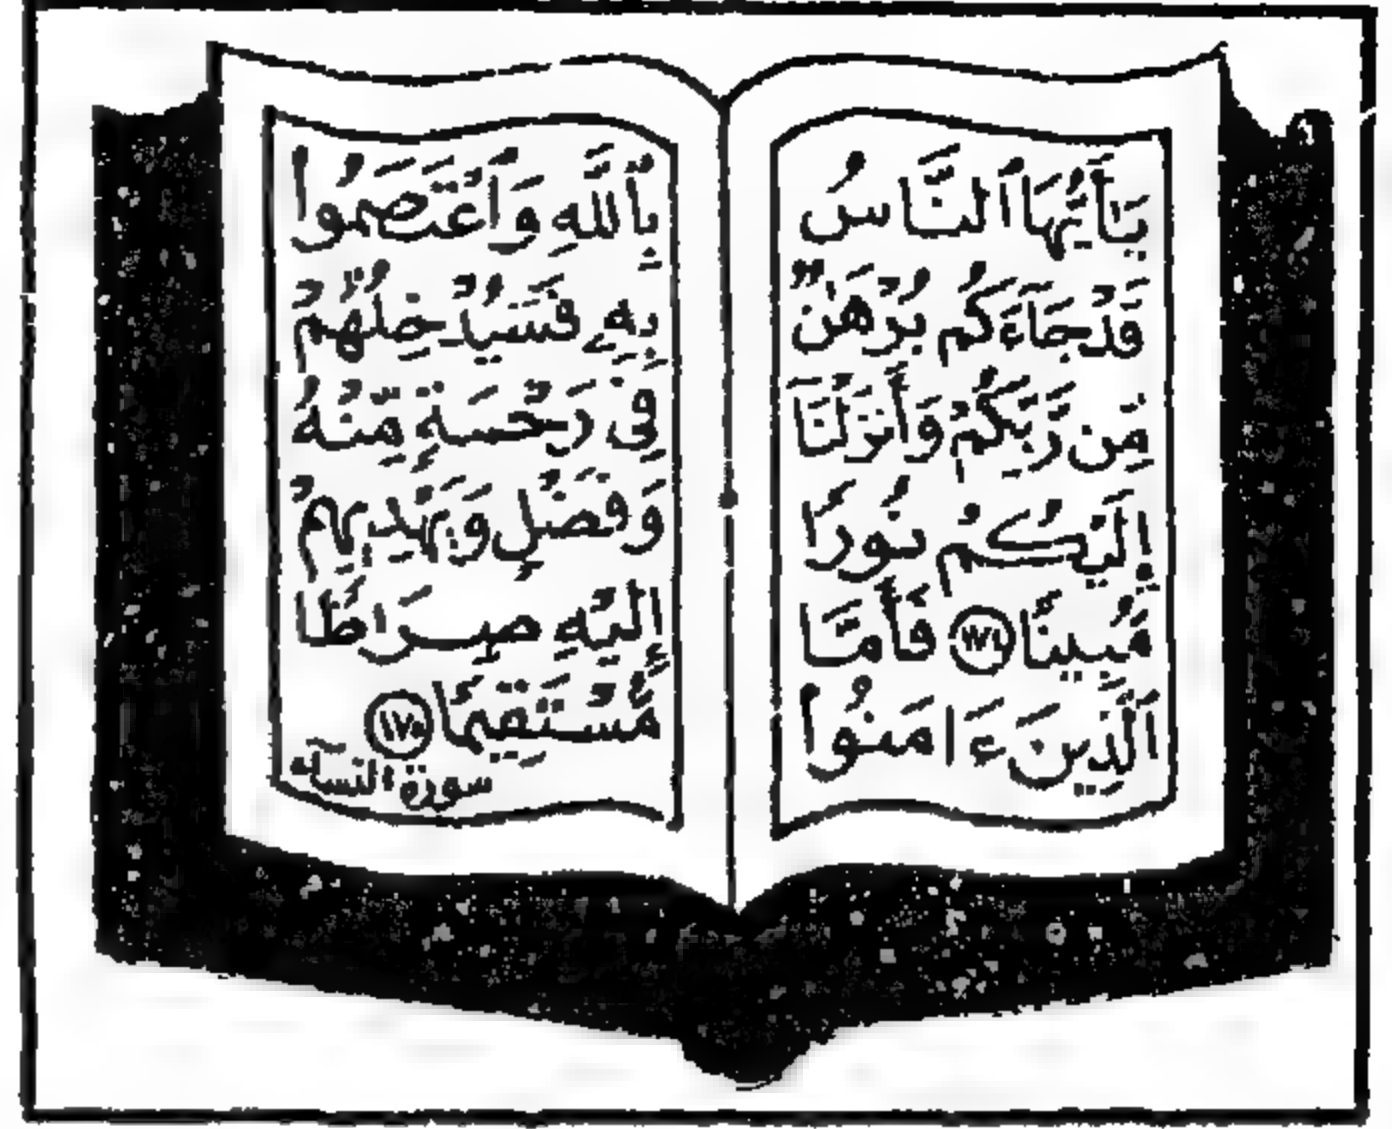 يَـٰٓأَيُّهَا ٱلنَّاسُ
قَدْ جَآءَكُم بُرْهَـٰنٌ
مِّن رَّبِّكُمْ وَأَنزَلْنَآ
إِلَيْكُمْ نُورًا
مُّبِينًا ١٧٤ فَأَمَّا
ٱلَّذِينَ ءَامَنُوا
بِٱللَّهِ وَٱعْتَصَمُوا
بِهِۦ فَسَيُدْخِلُهُمْ
فِى رَحْمَةٍ مِّنْهُ
وَفَضْلٍ وَيَهْدِيهِمْ
إِلَيْهِ صِرَاطًا
مُّسْتَقِيمًا ١٧٥
سورة النساء